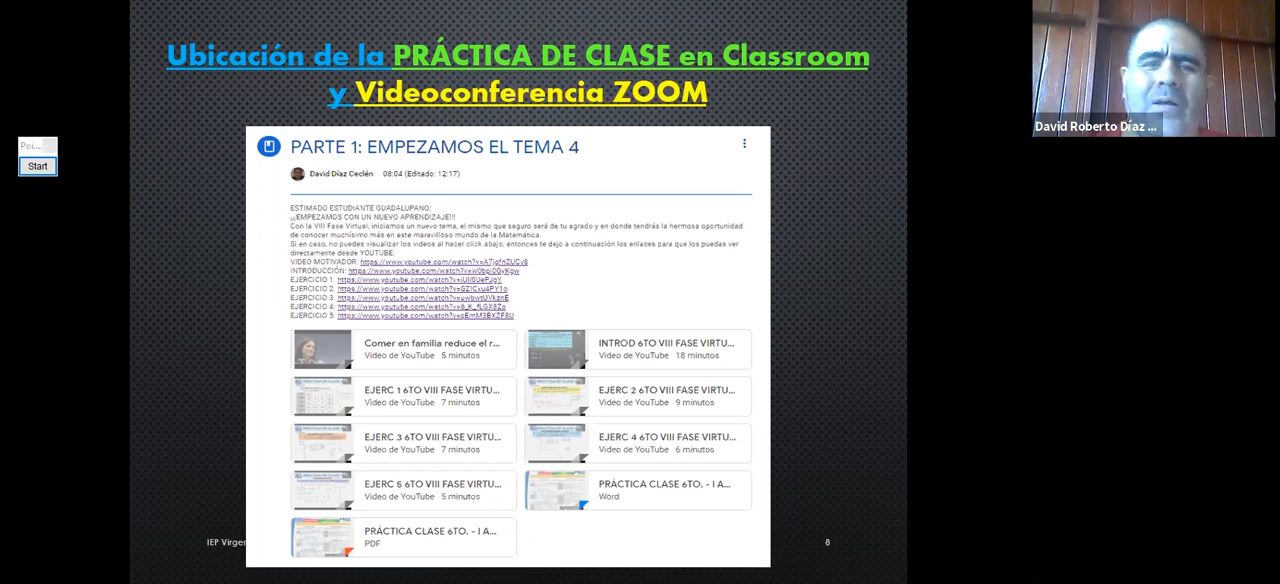 Ubicación de la PRÁCTICA DE CLASE en Classroom
y Videoconferencia ZOOM
David Roberto Díaz ...
Poi...
Start
PARTE 1: EMPEZAMOS EL TEMA 4
David Díaz Ceclén 08:04 (Editado: 12:17)
ESTIMADO ESTUDIANTE GUADALUPANO:
¡¡¡EMPEZAMOS CON UN NUEVO APRENDIZAJE!!!
Con la VIII Fase Virtual, iniciamos un nuevo tema, el mismo que seguro será de tu agrado y en donde tendrás la hermosa oportunidad
de conocer muchísimo más en este maravilloso mundo de la Matemática.
Si en caso, no puedes visualizar los videos al hacer click abajo, entonces te dejo a continuación los enlaces para que los puedas ver
directamente desde YOUTUBE:
VIDEO MOTIVADOR:
INTRODUCCIÓN:
EJERCICIO 1:
EJERCICIO 2:
EJERCICIO 3:
EJERCICIO 4:
EJERCICIO 5:
Comer en familia reduce el r...
Video de YouTube 5 minutos
INTROD 6TO VIII FASE VIRTU...
Video de YouTube 18 minutos
EJERC 1 6TO VIII FASE VIRTU...
Video de YouTube 7 minutos
EJERC 2 6TO VIII FASE VIRTU...
Video de YouTube 9 minutos
EJERC 3 6TO VIII FASE VIRTU...
Video de YouTube 7 minutos
EJERC 4 6TO VIII FASE VIRTU...
Video de YouTube 6 minutos
EJERC 5 6TO VIII FASE VIRTU...
Video de YouTube 5 minutos
PRÁCTICA CLASE 6TO. - I A...
Word
PRÁCTICA CLASE 6TO. - I A...
PDF
IEP Virgen
8